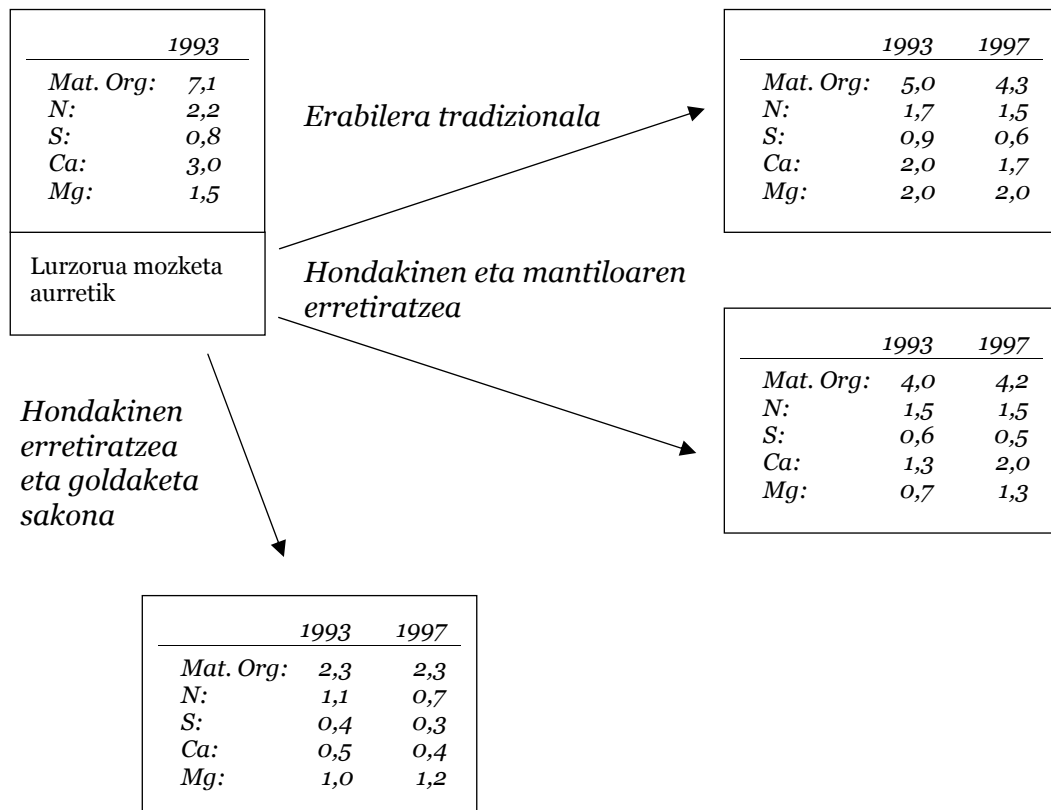 1993
Mat. Org: 7,1
N: 2,2
S: 0,8
Ca: 3,0
Mg: 1,5
Lurzorua mozketa
aurretik
Erabilera tradizionala
1993 1997
Mat. Org: 5,0 4,3
N: 1,7 1,5
S: 0,9 0,6
Ca: 2,0 1,7
Mg: 2,0 2,0
Hondakinen eta mantiloaren
erretiratzea
1993 1997
Mat. Org: 4,0 4,2
N: 1,5 1,5
S: 0,6 0,5
Ca: 1,3 2,0
Mg: 0,7 1,3
Hondakinen
erretiratzea
eta goldaketa
sakona
1993 1997
Mat. Org: 2,3 2,3
N: 1,1 0,7
S: 0,4 0,3
Ca: 0,5 0,4
Mg: 1,0 1,2